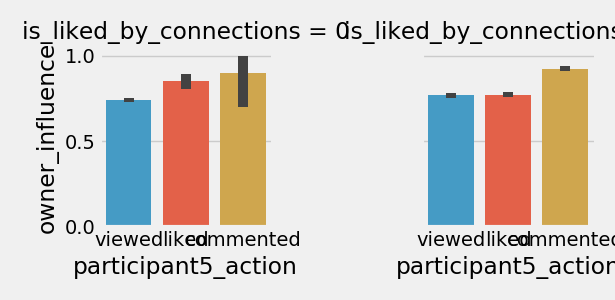 is_liked_by_connections = 0
is_liked_by_connections
owner_influence
1.0
0.5
0.0
viewed liked commented
viewed liked commented
participant5_action
participant5_action